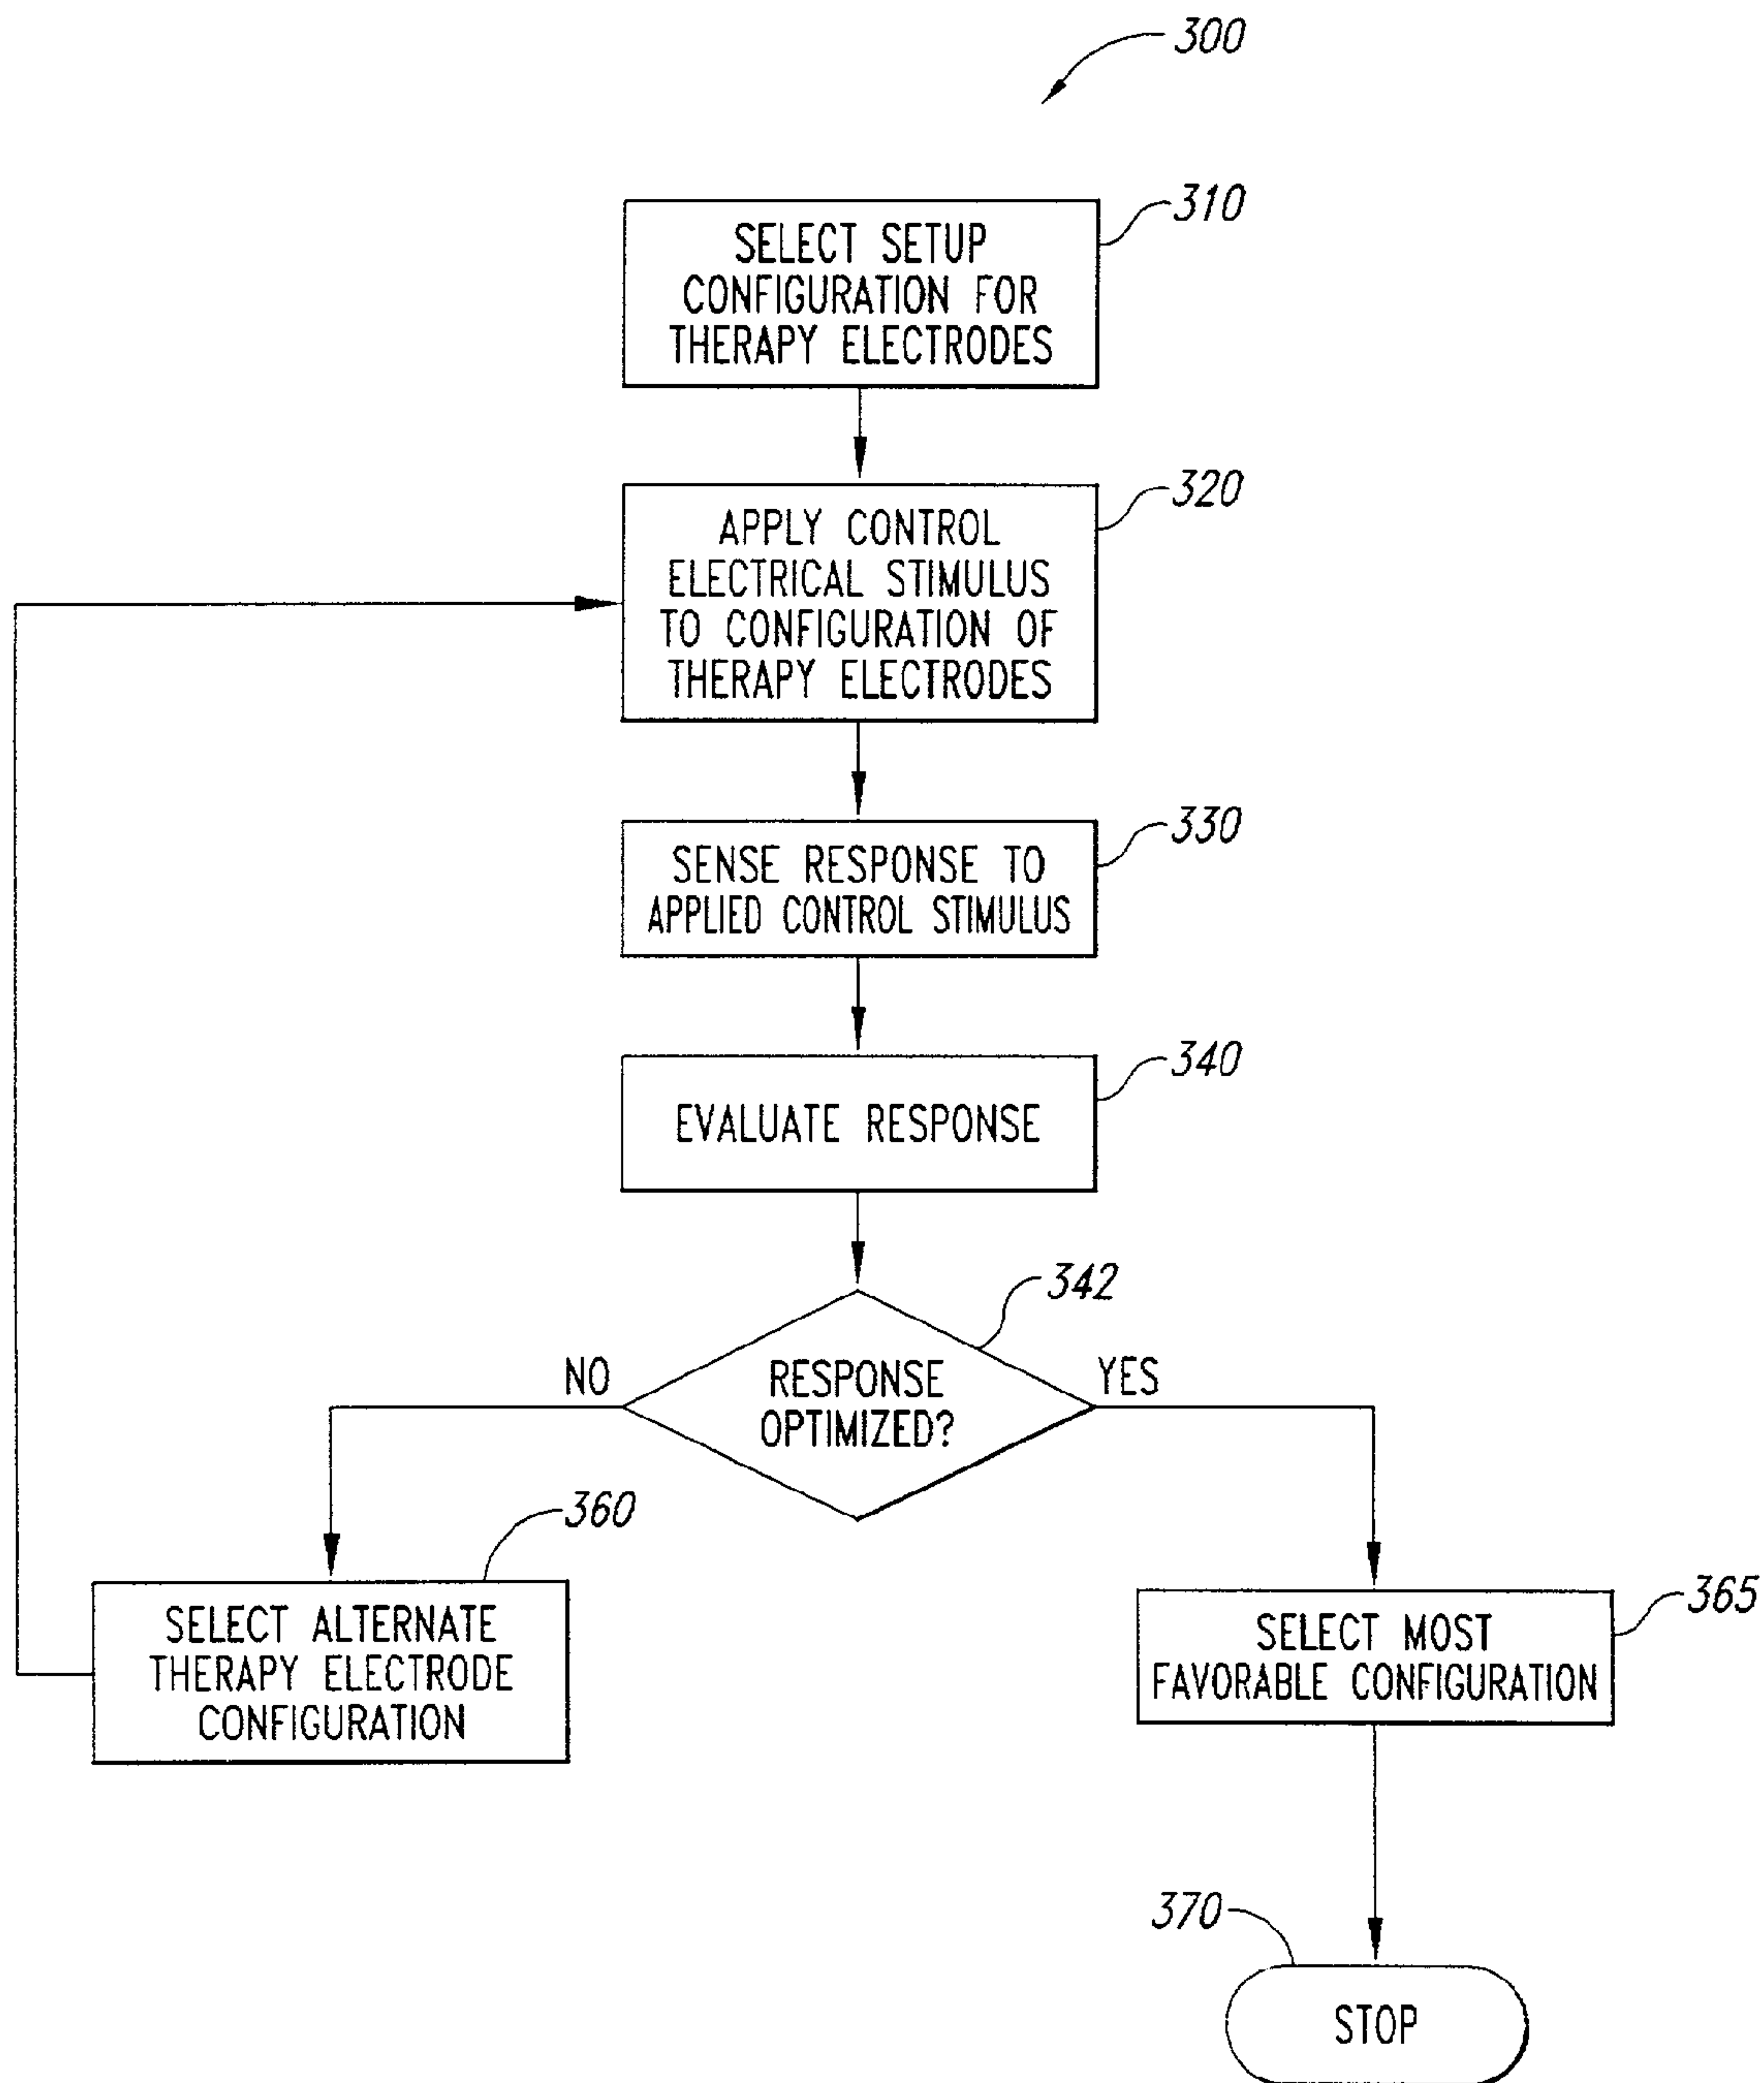 300
310
SELECT SETUP
CONFIGURATION FOR
THERAPY ELECTRODES
320
APPLY CONTROL
ELECTRICAL STIMULUS
TO CONFIGURATION OF
THERAPY ELECTRODES
330
SENSE RESPONSE TO
APPLIED CONTROL STIMULUS
340
EVALUATE RESPONSE
342
NO
RESPONSE
OPTIMIZED?
YES
360
SELECT ALTERNATE
THERAPY ELECTRODE
CONFIGURATION
365
SELECT MOST
FAVORABLE CONFIGURATION
370
STOP